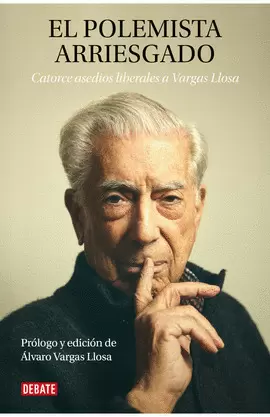 EL POLEMISTA
ARRIESGADO
Catorce asedios liberales a Vargas Llosa
Prólogo y edición de
Álvaro Vargas Llosa
DEBATE